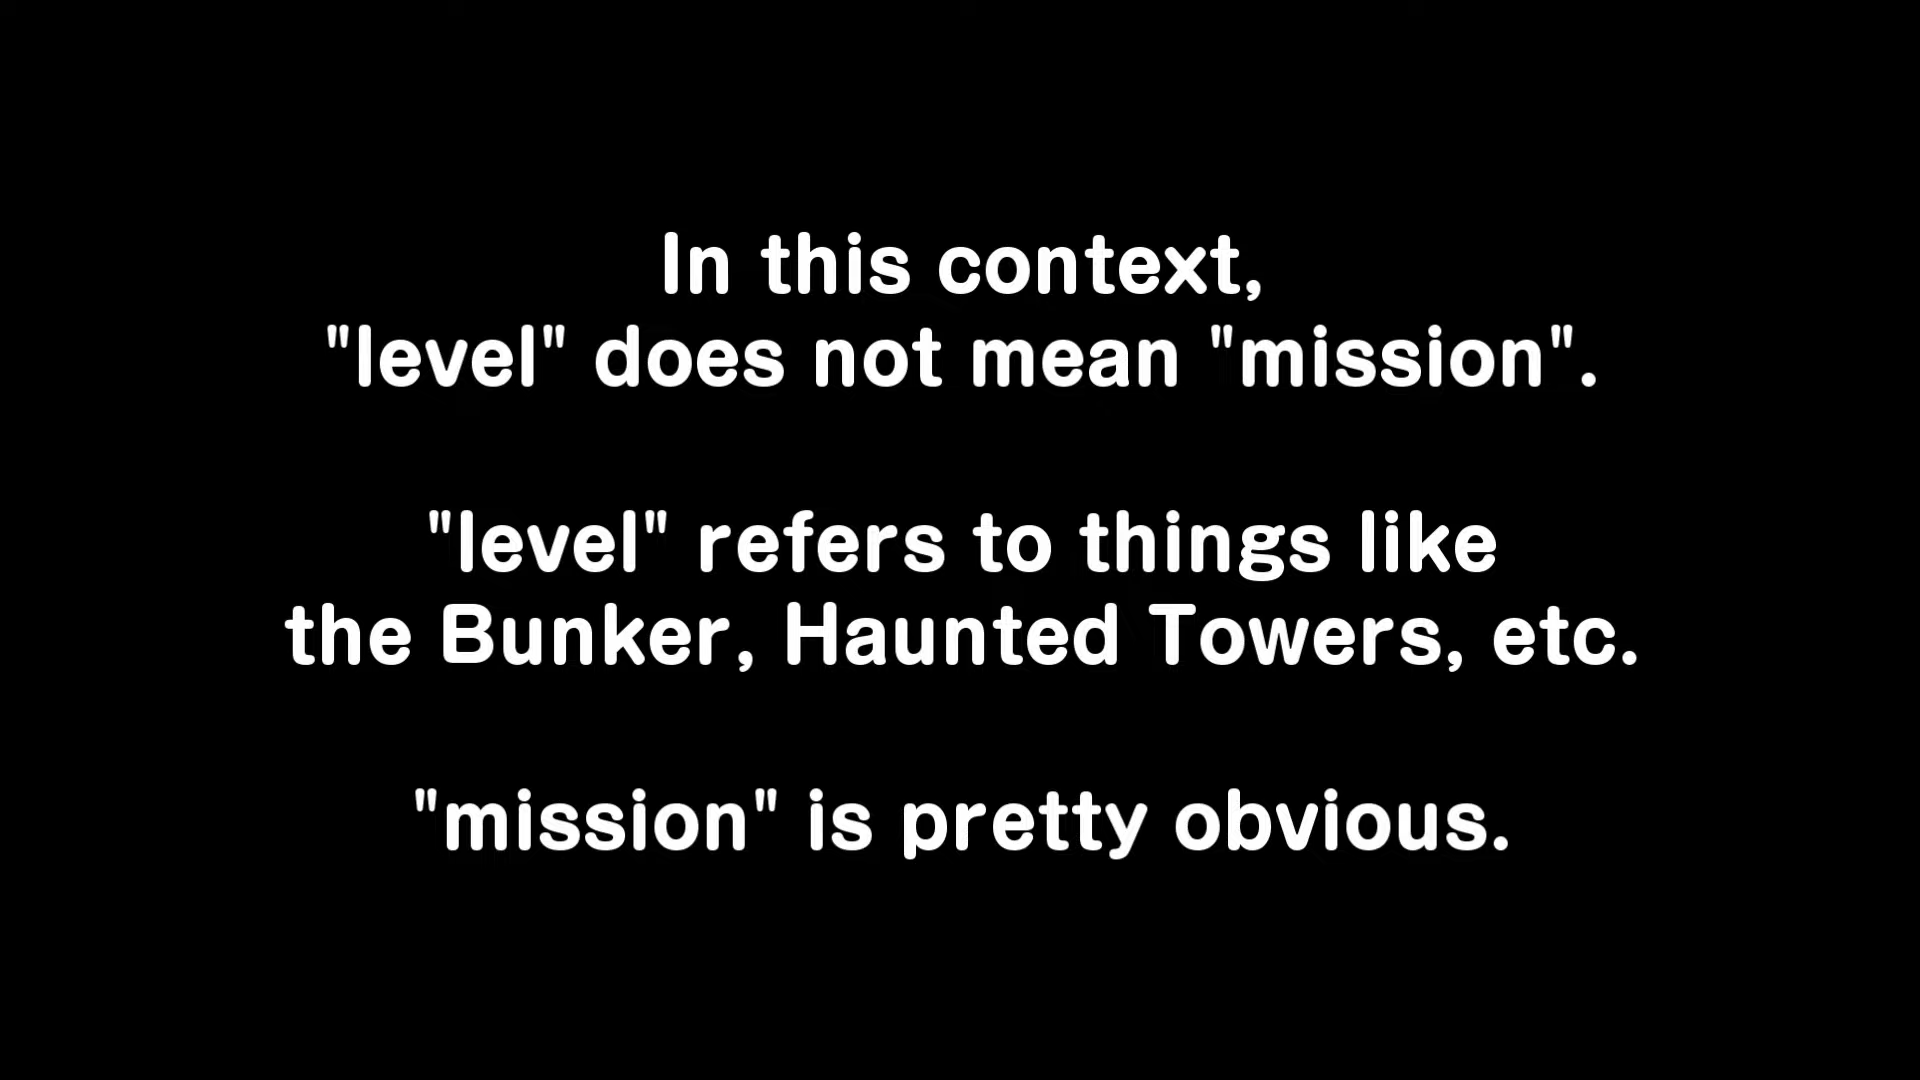 In this context,
"level" does not mean "mission".
"level" refers to things like
the Bunker, Haunted Towers, etc.
"mission" is pretty obvious.